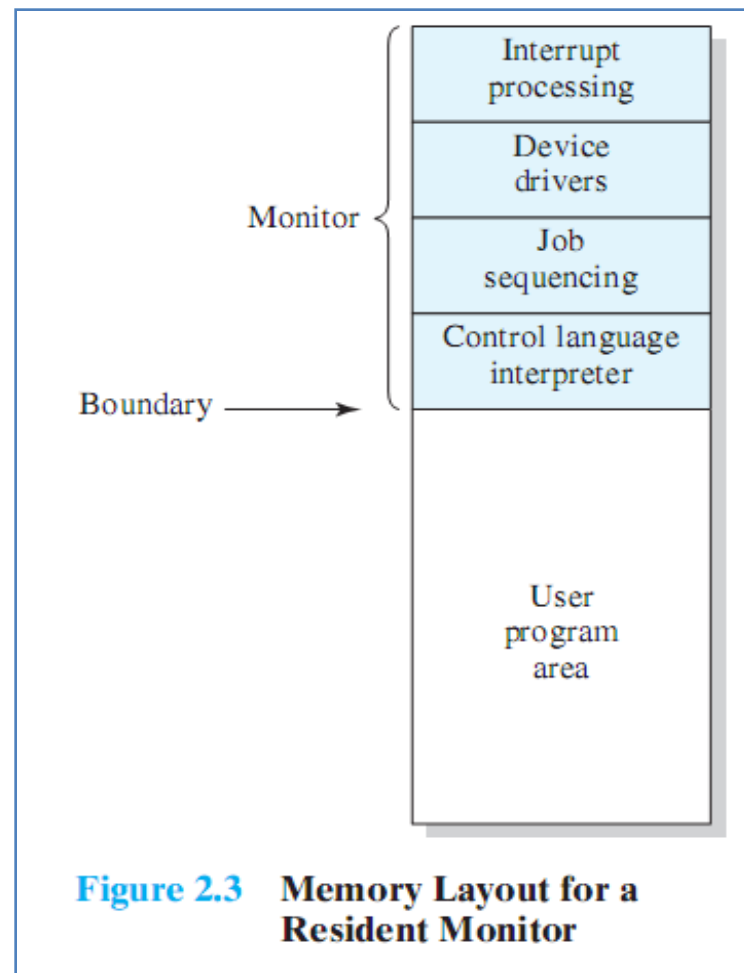 Interrupt
processing
Device
drivers
Monitor
Job
sequencing
Control language
interpreter
Boundary
User
program
area
Figure 2.3 Memory Layout for a
Resident Monitor